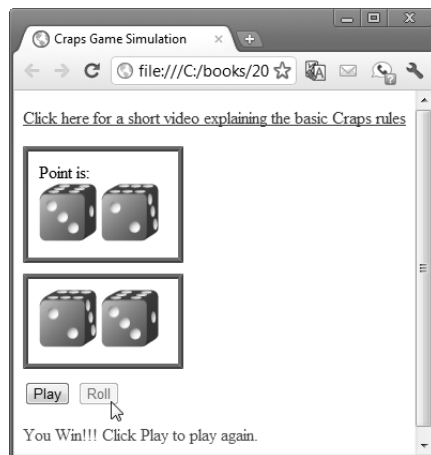 Craps Game Simulation
file:///C:/books/20
Click here for a short video explaining the basic Craps rules
Point is:
Play Roll
You Win!!! Click Play to play again.